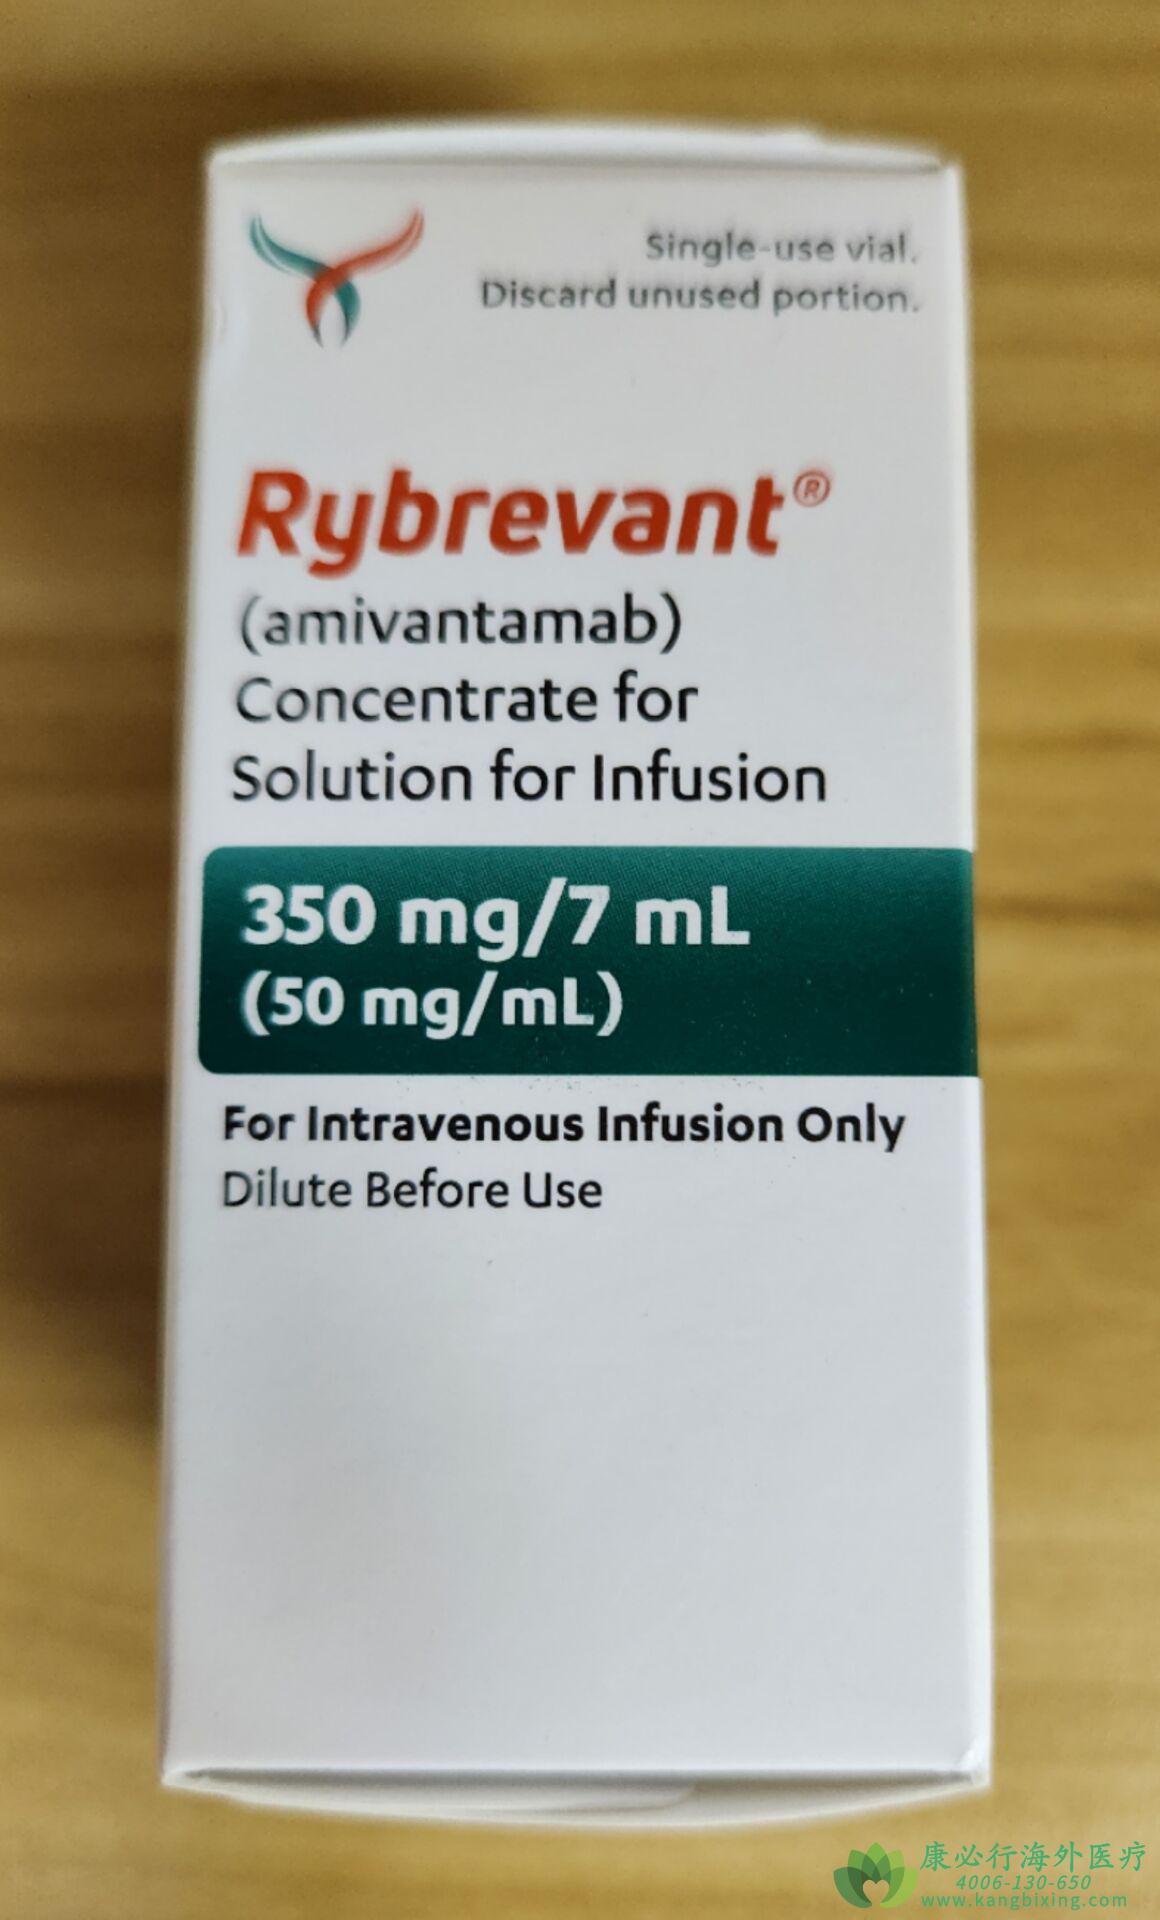 Single-use vial.
Discard unused portion.
Rybrevant®
(amivantamab)
Concentrate for
Solution for Infusion
350 mg/7 mL
(50 mg/mL)
For Intravenous Infusion Only
Dilute Before Use
康必行海外医疗
4006-130-650
www.kangbixing.com